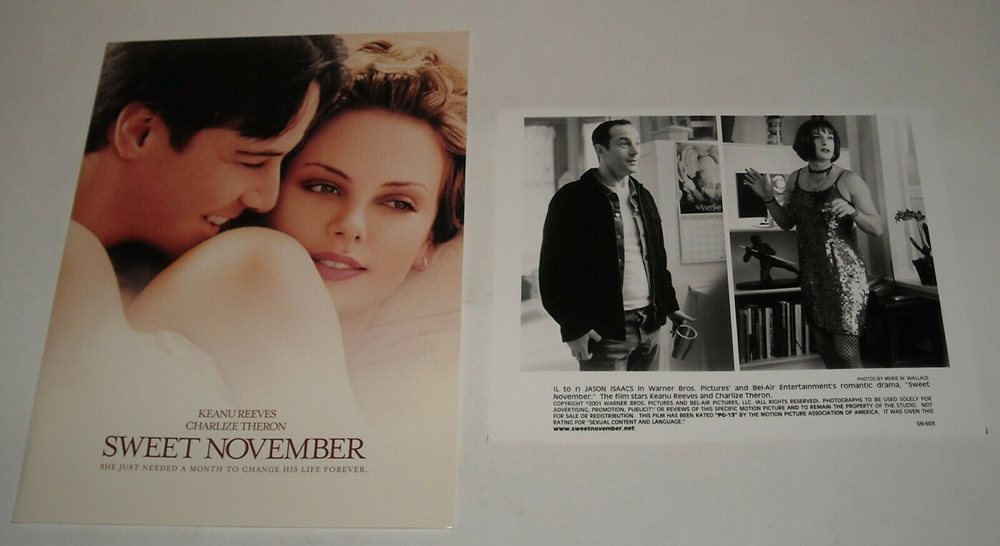 KEANU REEVES
CHARLIZE THERON
SWEET NOVEMBER
SHE JUST NEEDED A MONTH TO CHANGE HIS LIFE FOREVER.
PHOTOS BY MERIE W. WALLACE
(L to r) JASON ISAACS in Warner Bros. Pictures' and Bel-Air Entertainment's romantic drama, "Sweet
November." The film stars Keanu Reeves and Charlize Theron.
COPYRIGHT ©2001 WARNER BROS. PICTURES AND BEL-AIR PICTURES, LLC. (ALL RIGHTS RESERVED). PHOTOGRAPHS TO BE USED SOLELY FOR
ADVERTISING, PROMOTION, PUBLICITY OR REVIEWS OF THIS SPECIFIC MOTION PICTURE AND TO REMAIN THE PROPERTY OF THE STUDIO. NOT
FOR SALE OR REDISTRIBUTION. THIS FILM HAS BEEN RATED "PG-13" BY THE MOTION PICTURE ASSOCIATION OF AMERICA. IT WAS GIVEN THIS
RATING FOR "SEXUAL CONTENT AND LANGUAGE."
www.sweetnovember.net
SN-603